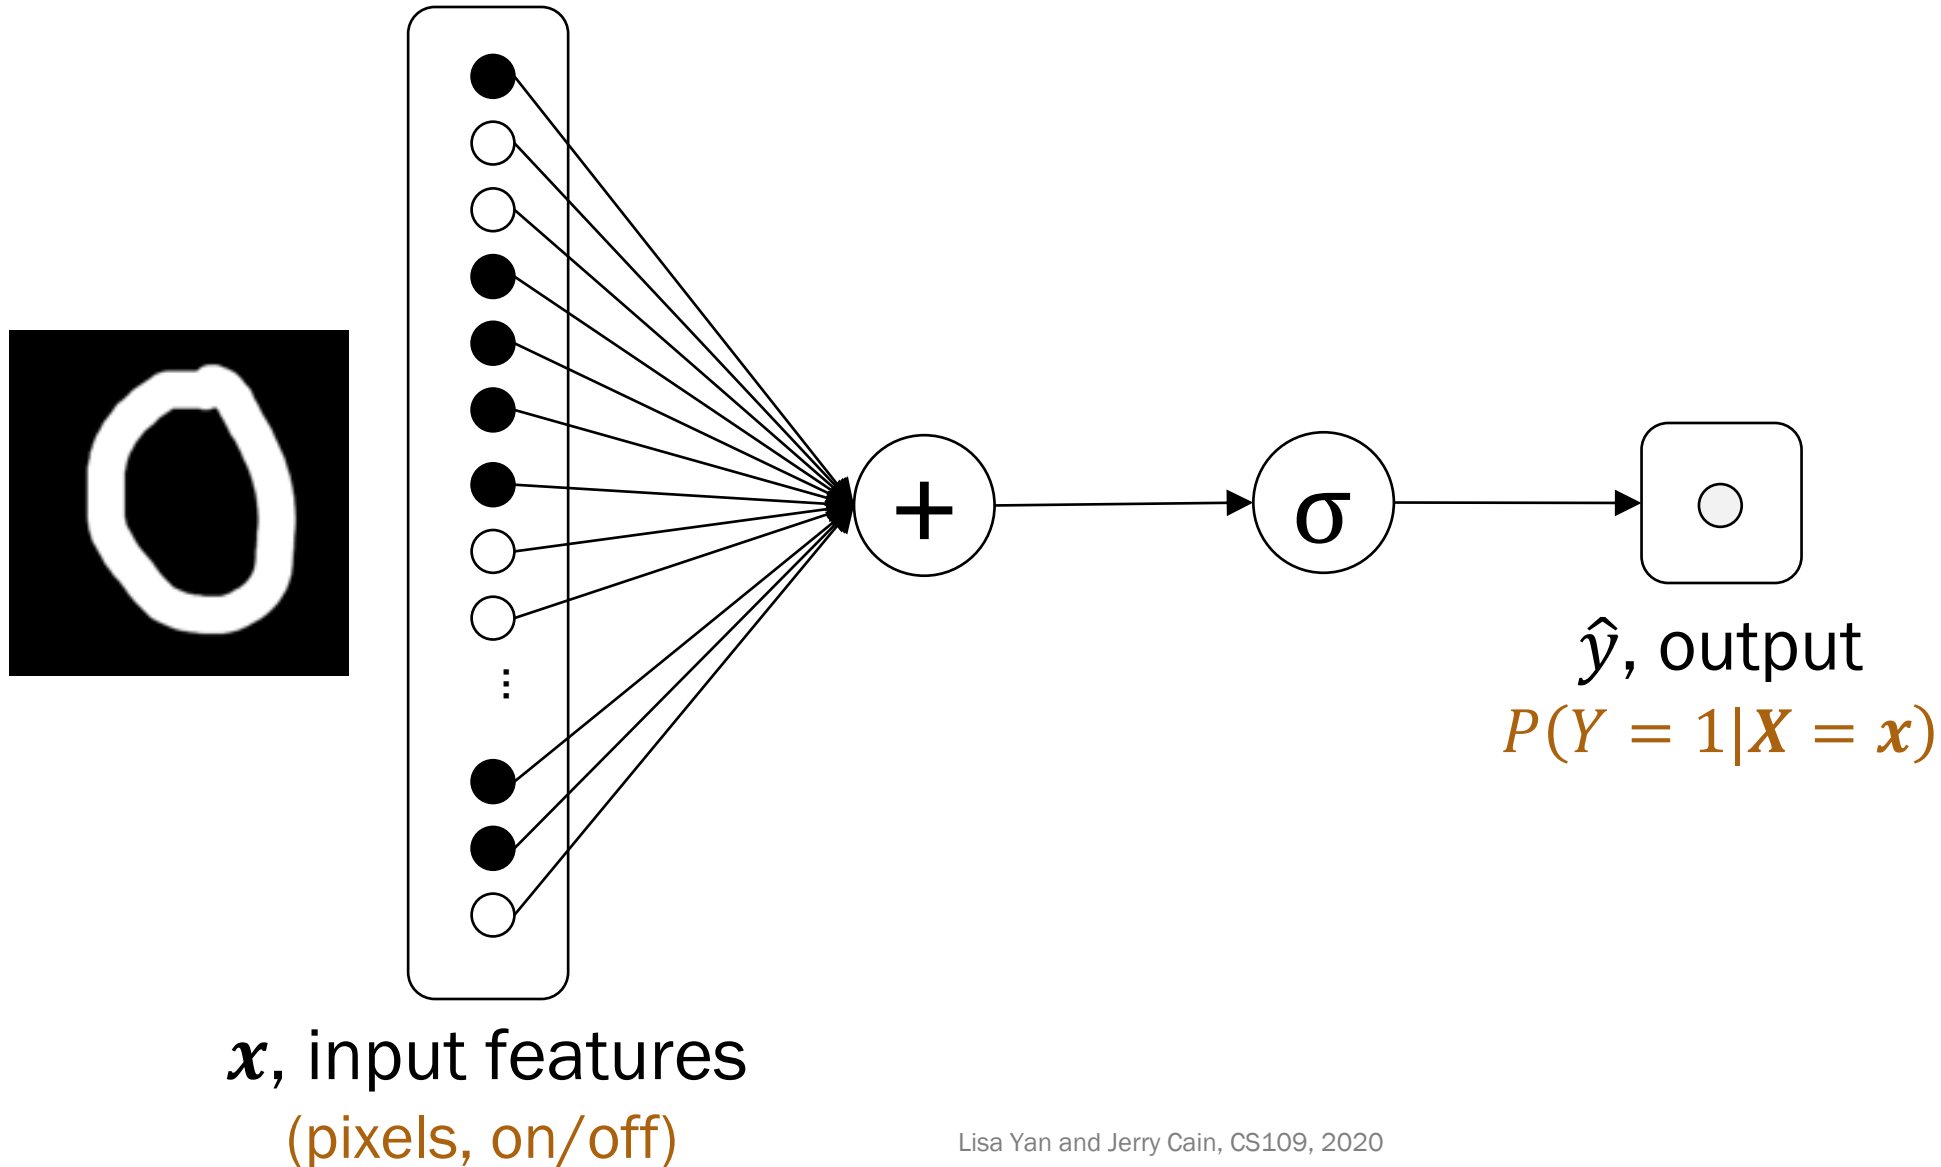 ⋮
+
σ
ŷ, output
P(Y = 1|X = x)
x, input features
(pixels, on/off)
Lisa Yan and Jerry Cain, CS109, 2020